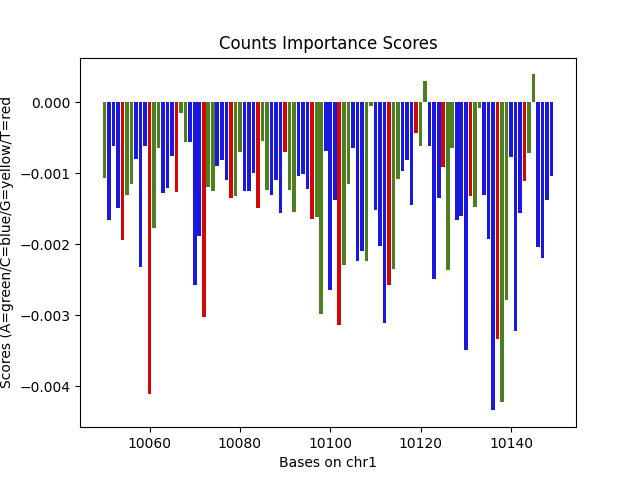 Counts Importance Scores
Scores (A=green/C=blue/G=yellow/T=red
0.000
−0.001
−0.002
−0.003
−0.004
10060 10080 10100 10120 10140
Bases on chr1